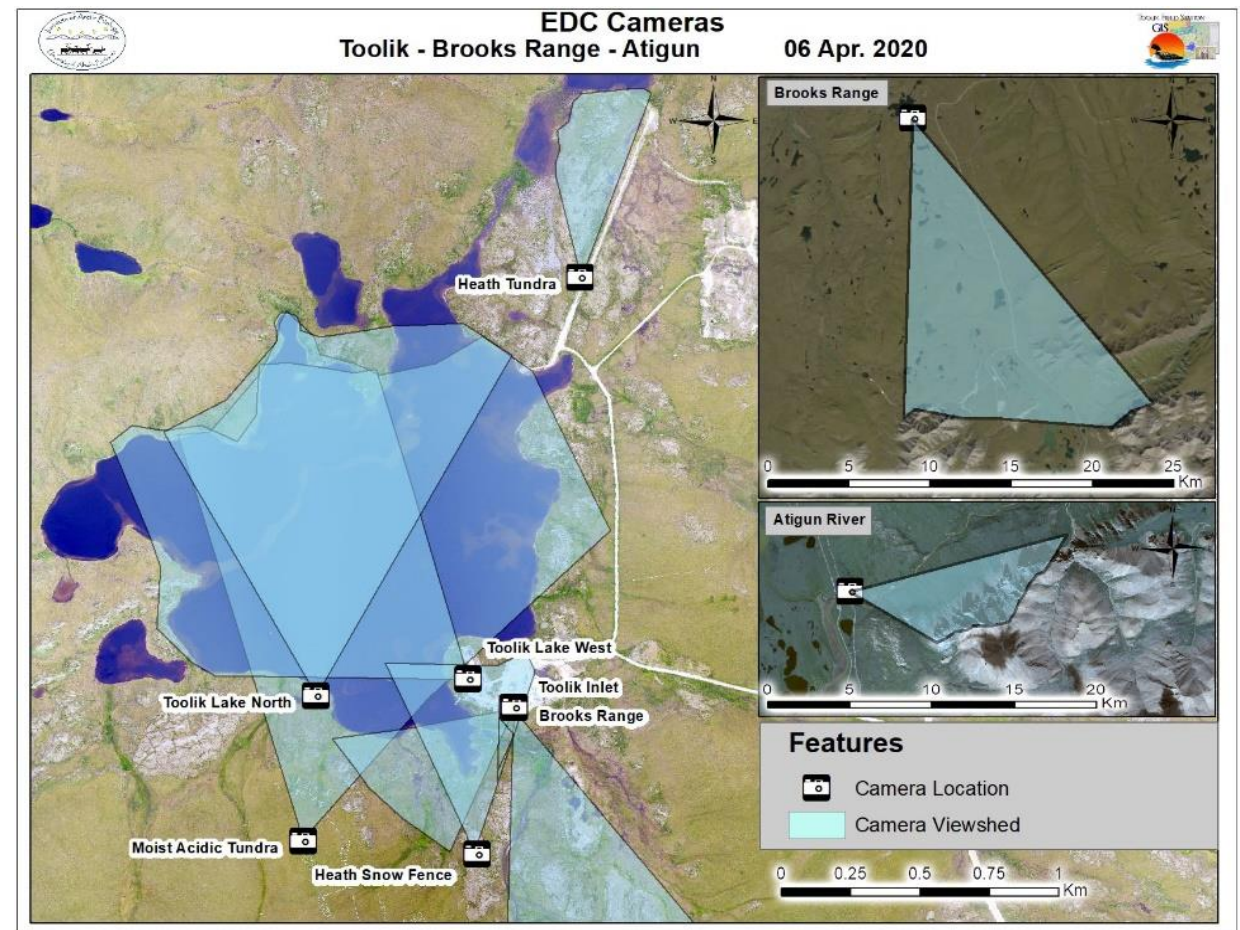 EDC Cameras
Toolik - Brooks Range - Atigun 06 Apr. 2020
GIS
N
W
E
S
Heath Tundra
Toolik Lake West
Toolik Lake North
Toolik Inlet
Brooks Range
Moist Acidic Tundra
Heath Snow Fence
Brooks Range
0 5 10 15 20 25
Km
Atigun River
0 5 10 15 20
Km
Features
Camera Location
Camera Viewshed
0 0.25 0.5 0.75 1
Km